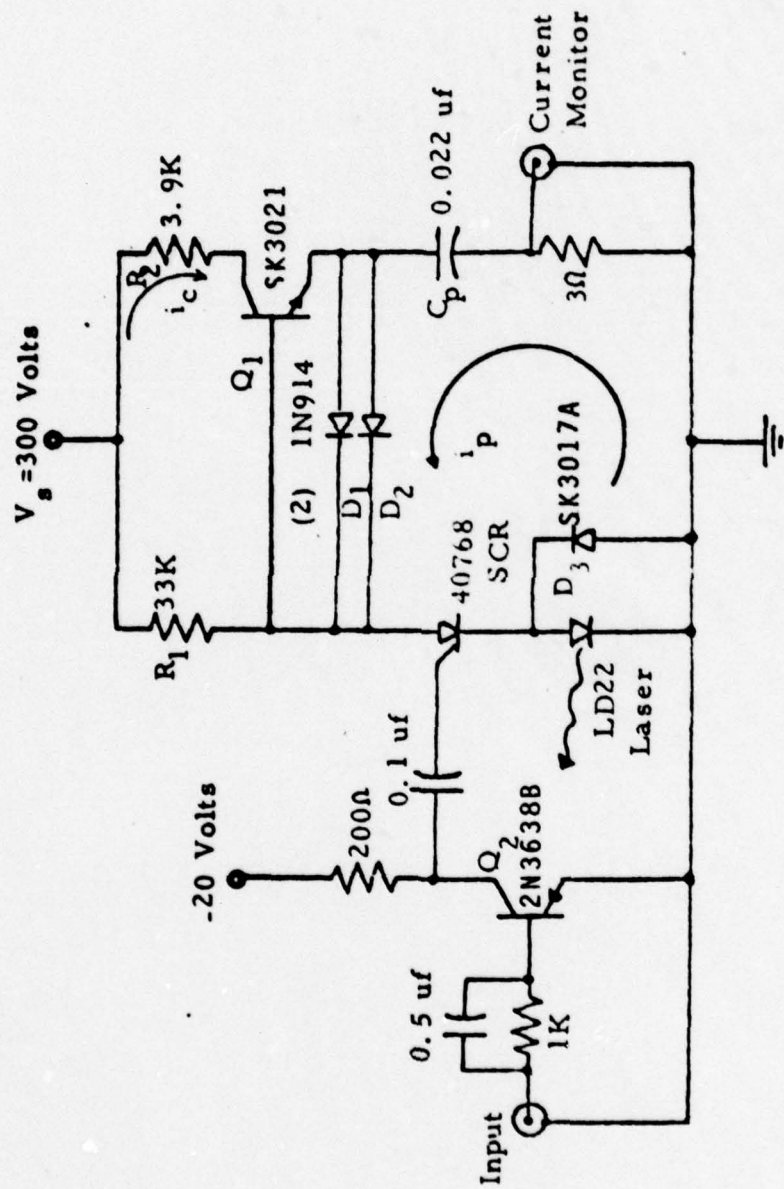 V_s =300 Volts
R_1
33K
R_2
3.9K
i_c
Q_1
SK3021
(2) 1N914
D_1
D_2
C_p
0.022 uf
i_p
3Ω
Current
Monitor
-20 Volts
200Ω
0.1 uf
40768
SCR
D_3
SK3017A
LD22
Laser
Q_2
2N3638B
0.5 uf
1K
Input